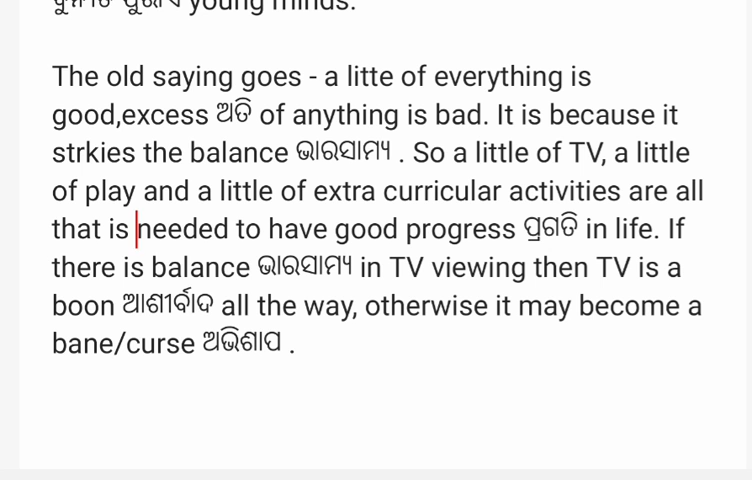 young minds.
The old saying goes - a litte of everything is
good,excess ଅତି of anything is bad. It is because it
strkies the balance ଭାରସାମ୍ୟ . So a little of TV, a little
of play and a little of extra curricular activities are all
that is needed to have good progress ପ୍ରଗତି in life. If
there is balance ଭାରସାମ୍ୟ in TV viewing then TV is a
boon ଆଶୀର୍ବାଦ all the way, otherwise it may become a
bane/curse ଅଭିଶାପ .